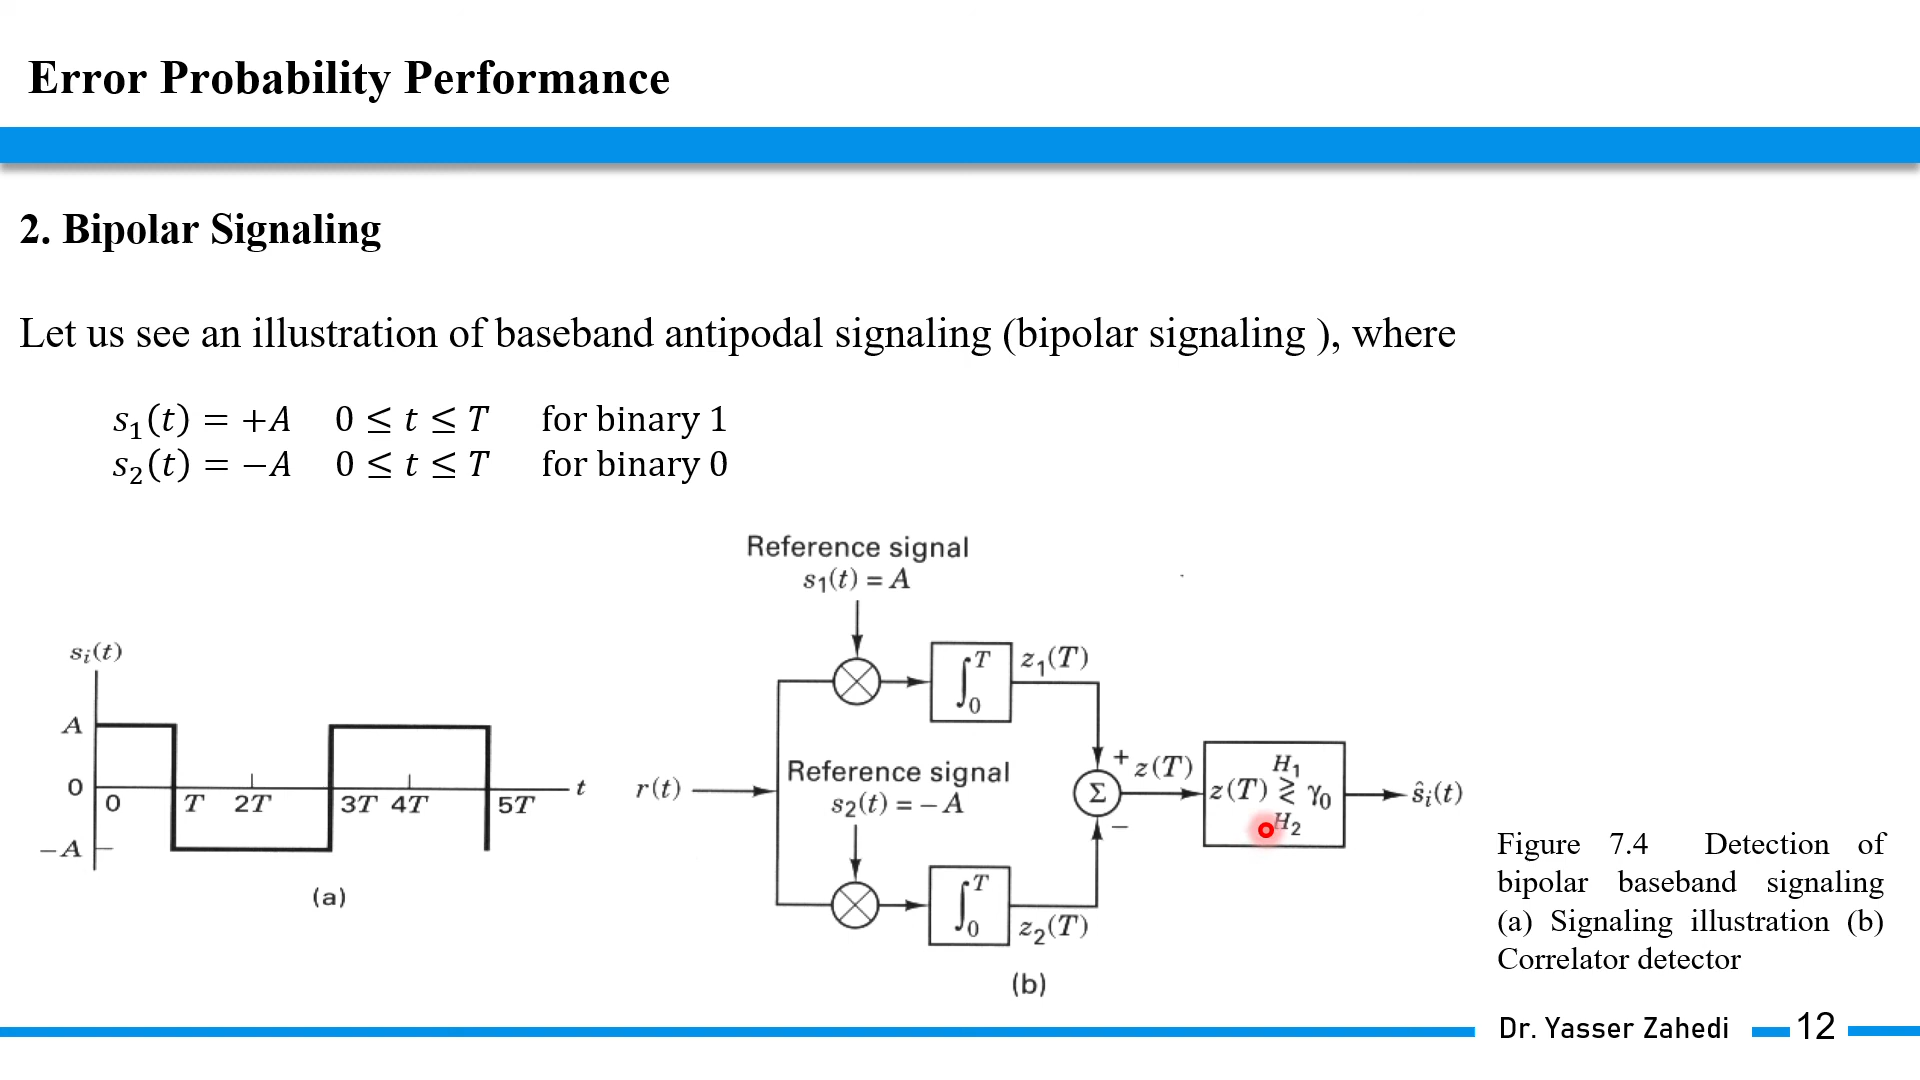 Error Probability Performance
2. Bipolar Signaling
Let us see an illustration of baseband antipodal signaling (bipolar signaling ), where
s₁(t) = +A 0 ≤ t ≤ T for binary 1
s₂(t) = −A 0 ≤ t ≤ T for binary 0
sᵢ(t)
A
0
−A
0 T 2T 3T 4T 5T t
(a)
Reference signal
s₁(t) = A
∫₀ᵀ z₁(T)
r(t)
Reference signal
s₂(t) = −A
∫₀ᵀ z₂(T)
Σ + −
z(T)
H₁
z(T) ≷ γ₀
H₂
ŝᵢ(t)
(b)
Figure 7.4 Detection of
bipolar baseband signaling
(a) Signaling illustration (b)
Correlator detector
Dr. Yasser Zahedi 12